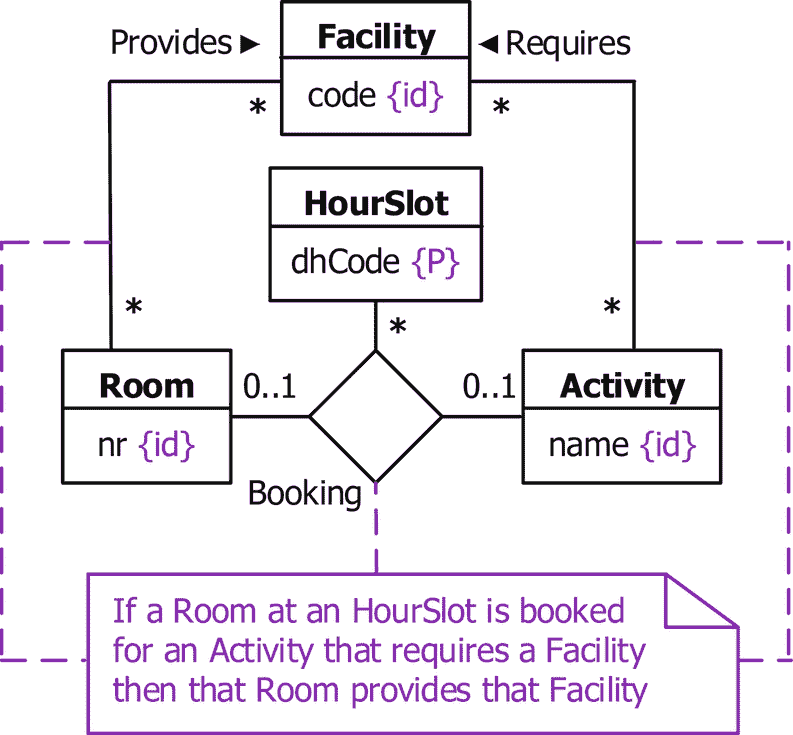 Provides ►
Facility
◄ Requires
code {id}
*
*
HourSlot
dhCode {P}
*
*
*
Room
0..1
0..1
Activity
nr {id}
name {id}
Booking
If a Room at an HourSlot is booked
for an Activity that requires a Facility
then that Room provides that Facility